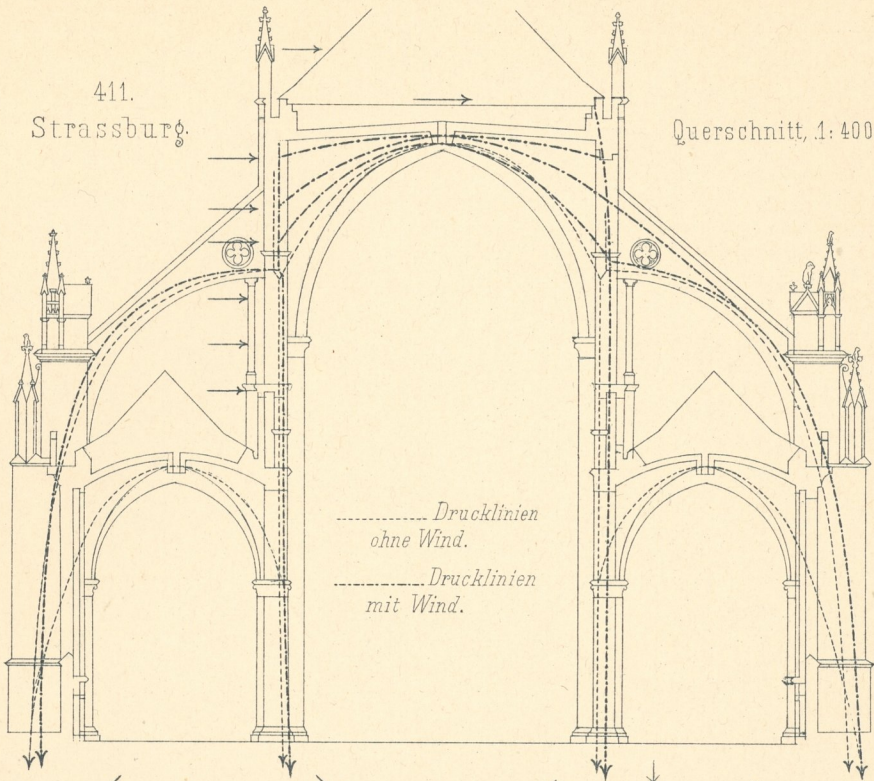 411.
Strassburg.
Querschnitt, 1:400
Drucklinien
ohne Wind.
Drucklinien
mit Wind.